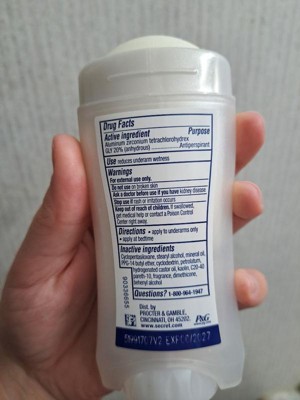 Drug Facts
Active ingredient Purpose
Aluminum zirconium tetrachlorohydrex
GLY 20% (anhydrous) Antiperspirant
Use reduces underarm wetness
Warnings
For external use only.
Do not use on broken skin
Ask a doctor before use if you have kidney disease
Stop use if rash or irritation occurs
Keep out of reach of children. If swallowed,
get medical help or contact a Poison Control
Center right away.
Directions • apply to underarms only
• apply at bedtime
Inactive ingredients
Cyclopentasiloxane, stearyl alcohol, mineral oil,
PPG-14 butyl ether, cyclodextrin, petrolatum,
hydrogenated castor oil, kaolin, C20-40
pareth-10, fragrance, dimethicone,
behenyl alcohol
Questions? 1-800-964-1947
Dist. by
PROCTER & GAMBLE,
CINCINNATI, OH 45202.
www.secret.com
P&G